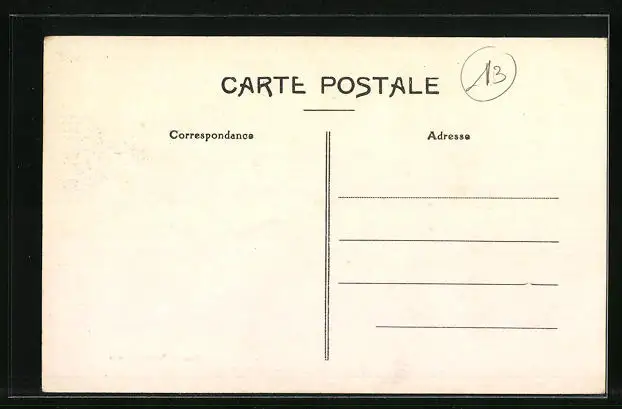 CARTE POSTALE
13
Correspondance
Adresse